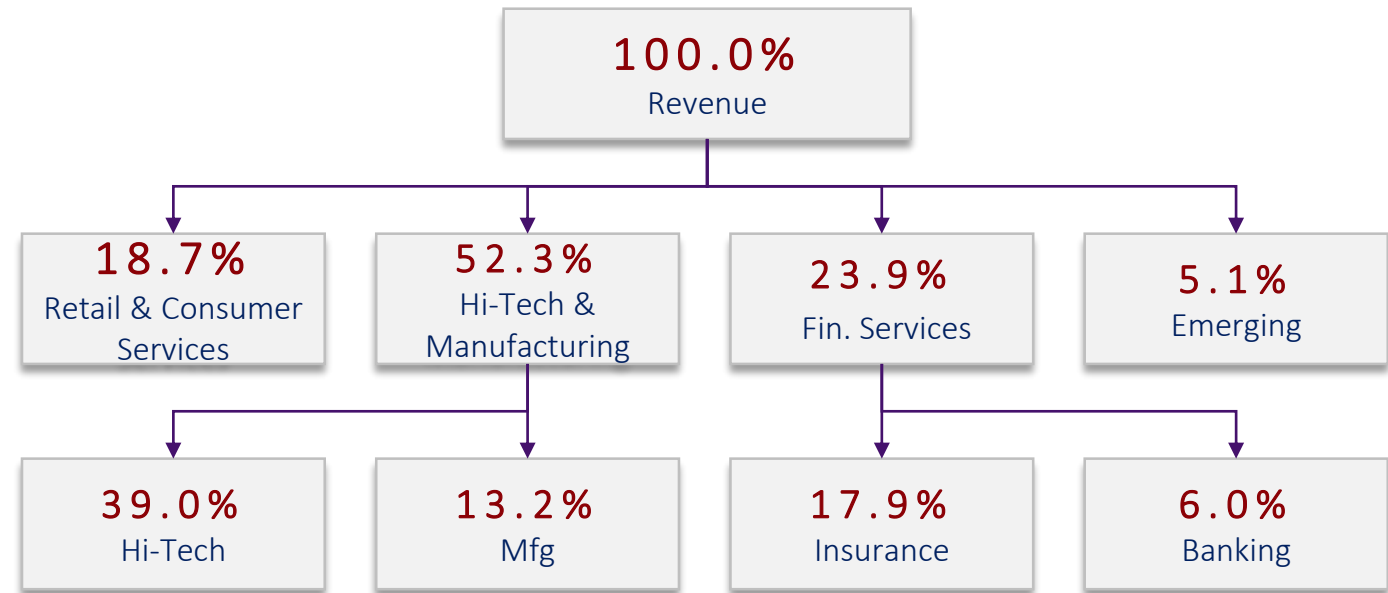 100.0%
Revenue
18.7%
Retail & Consumer
Services
52.3%
Hi-Tech &
Manufacturing
23.9%
Fin. Services
5.1%
Emerging
39.0%
Hi-Tech
13.2%
Mfg
17.9%
Insurance
6.0%
Banking